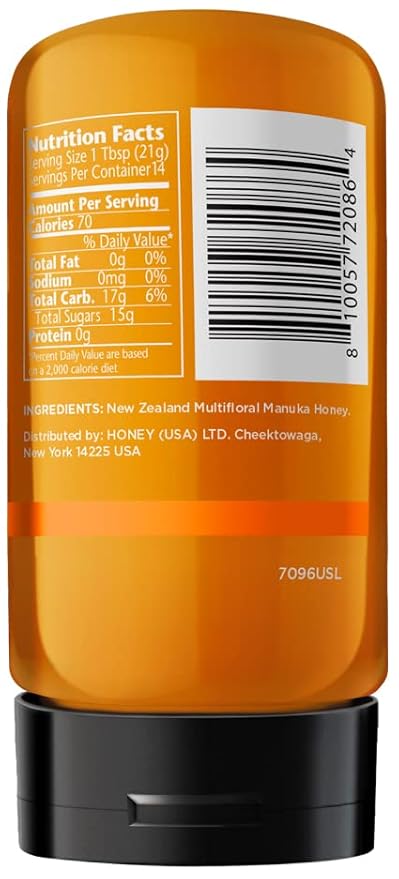 Nutrition Facts
Serving Size 1 Tbsp (21g)
Servings Per Container14
Amount Per Serving
Calories 70
% Daily Value*
Total Fat 0g 0%
Sodium 0mg 0%
Total Carb. 17g 6%
Total Sugars 15g
Protein 0g
*Percent Daily Value are based
on a 2,000 calorie diet
8 10057 72086 4
INGREDIENTS: New Zealand Multifloral Manuka Honey.
Distributed by: HONEY (USA) LTD. Cheektowaga,
New York 14225 USA
7096USL